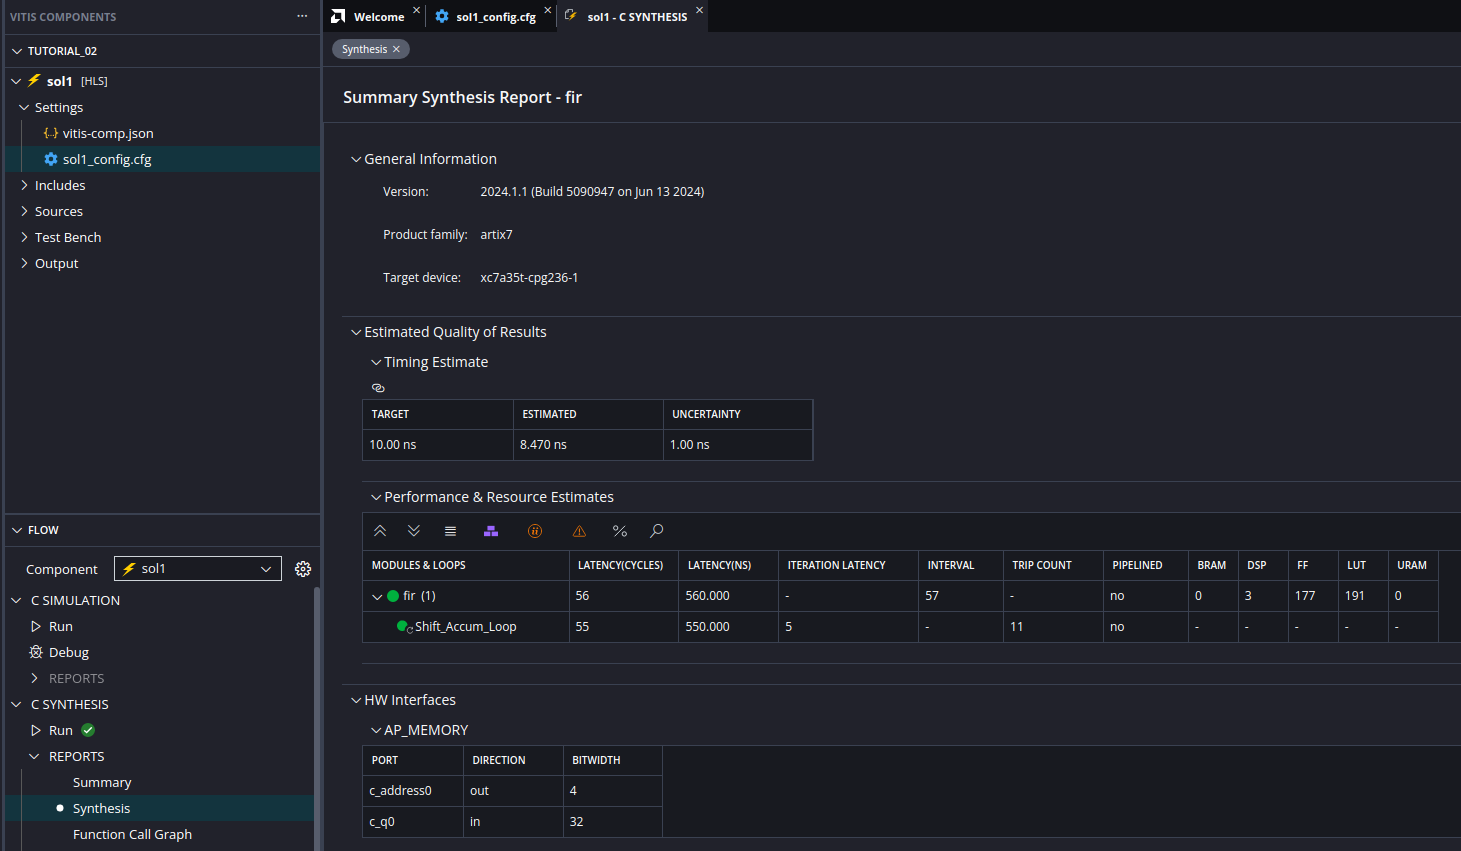 VITIS COMPONENTS ···
TUTORIAL_02
sol1 [HLS]
Settings
vitis-comp.json
sol1_config.cfg
Includes
Sources
Test Bench
Output
FLOW
Component sol1
C SIMULATION
Run
Debug
REPORTS
C SYNTHESIS
Run
REPORTS
Summary
Synthesis
Function Call Graph
Welcome × sol1_config.cfg × sol1 - C SYNTHESIS ×
Synthesis ×
Summary Synthesis Report - fir
General Information
Version: 2024.1.1 (Build 5090947 on Jun 13 2024)
Product family: artix7
Target device: xc7a35t-cpg236-1
Estimated Quality of Results
Timing Estimate
TARGET ESTIMATED UNCERTAINTY
10.00 ns 8.470 ns 1.00 ns
Performance & Resource Estimates
%
MODULES & LOOPS LATENCY(CYCLES) LATENCY(NS) ITERATION LATENCY INTERVAL TRIP COUNT PIPELINED BRAM DSP FF LUT URAM
fir (1) 56 560.000 - 57 - no 0 3 177 191 0
Shift_Accum_Loop 55 550.000 5 - 11 no - - - - -
HW Interfaces
AP_MEMORY
PORT DIRECTION BITWIDTH
c_address0 out 4
c_q0 in 32